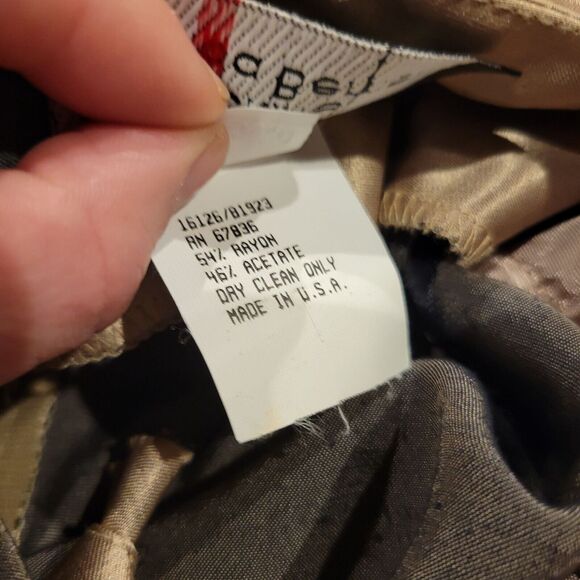 16126/81923
RN 67836
54% RAYON
46% ACETATE
DRY CLEAN ONLY
MADE IN U.S.A.